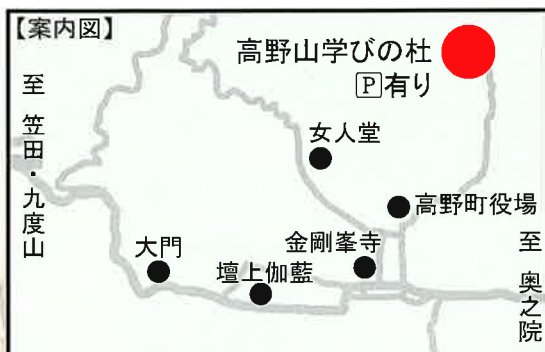 【案内図】
高野山学びの杜
🄿有り
至 笠田・九度山
女人堂
高野町役場
大門
壇上伽藍
金剛峯寺
至 奥之院